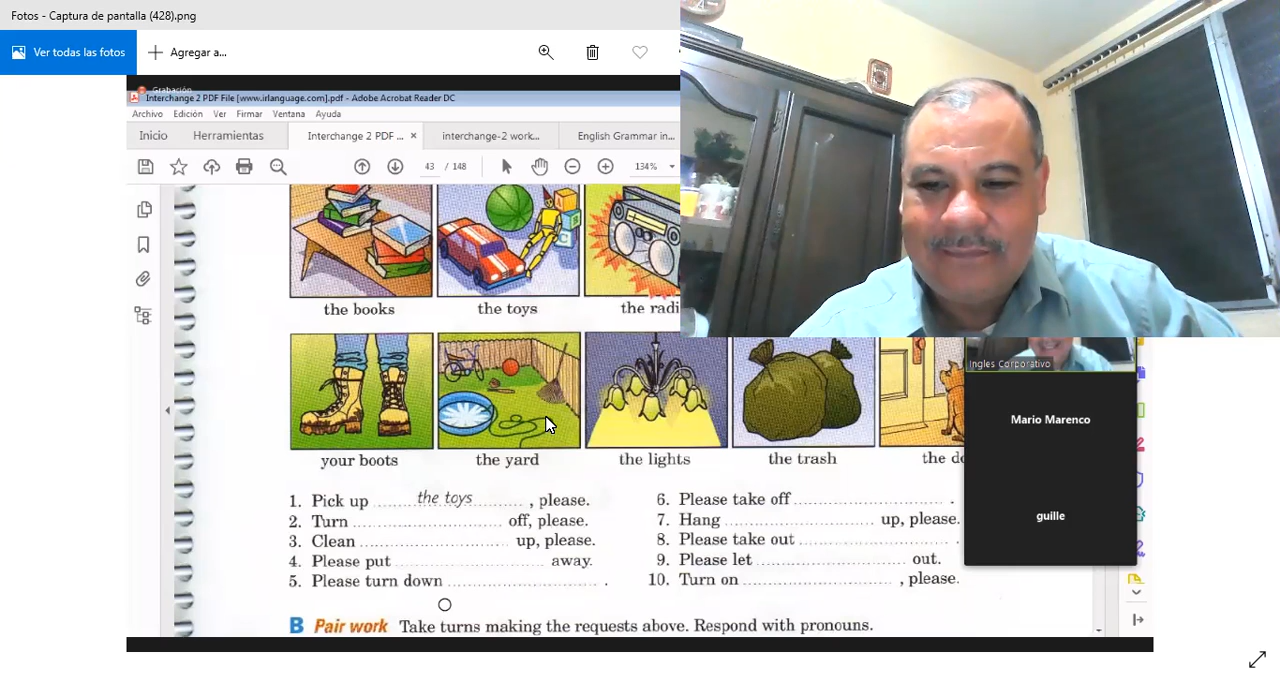 Fotos - Captura de pantalla (428).png
Ver todas las fotos
Agregar a...
Grabación
Interchange 2 PDF File [www.irlanguage.com].pdf - Adobe Acrobat Reader DC
Archivo Edición Ver Firmar Ventana Ayuda
Inicio Herramientas Interchange 2 PDF ... × interchange-2 work... English Grammar in...
43 / 148 134%
the books the toys the radi
Ingles Corporativo
Mario Marenco
guille
your boots the yard the lights the trash the do
1. Pick up the toys , please.
2. Turn off, please.
3. Clean up, please.
4. Please put away.
5. Please turn down .
6. Please take off .
7. Hang up, please.
8. Please take out .
9. Please let out.
10. Turn on , please.
B Pair work Take turns making the requests above. Respond with pronouns.